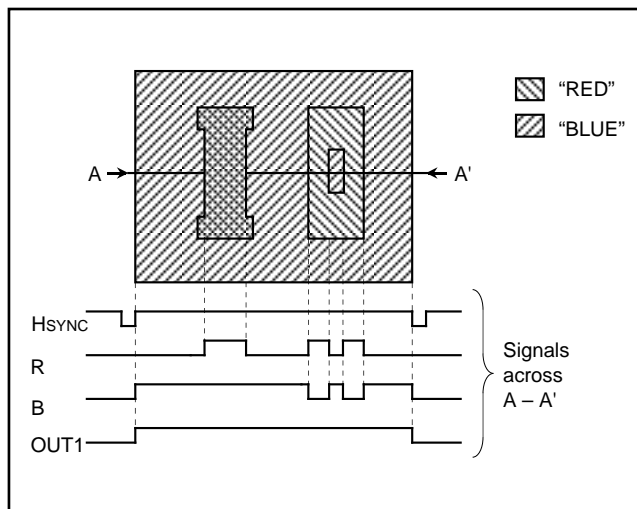 “RED”
“BLUE”
A
A'
HSYNC
R
B
OUT1
Signals
across
A – A'